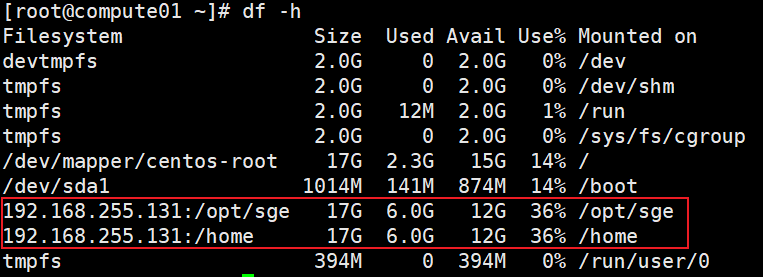 [root@compute01 ~]# df -h
Filesystem Size Used Avail Use% Mounted on
devtmpfs 2.0G 0 2.0G 0% /dev
tmpfs 2.0G 0 2.0G 0% /dev/shm
tmpfs 2.0G 12M 2.0G 1% /run
tmpfs 2.0G 0 2.0G 0% /sys/fs/cgroup
/dev/mapper/centos-root 17G 2.3G 15G 14% /
/dev/sda1 1014M 141M 874M 14% /boot
192.168.255.131:/opt/sge 17G 6.0G 12G 36% /opt/sge
192.168.255.131:/home 17G 6.0G 12G 36% /home
tmpfs 394M 0 394M 0% /run/user/0